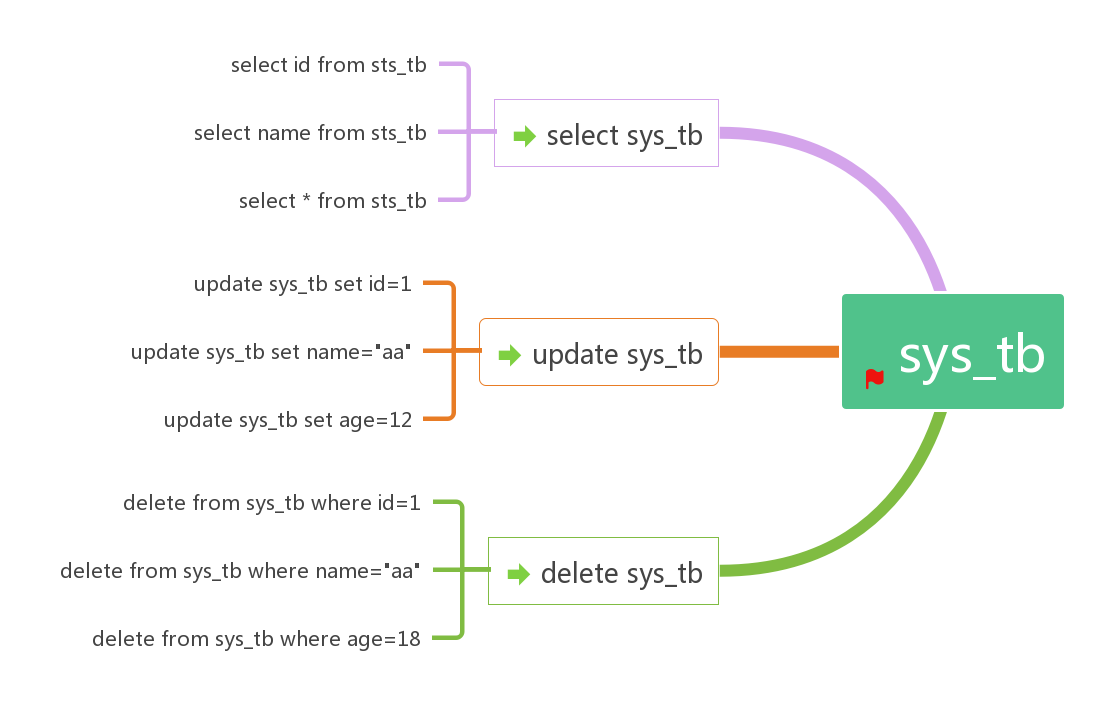 select id from sts_tb
select name from sts_tb
select * from sts_tb
select sys_tb
update sys_tb set id=1
update sys_tb set name="aa"
update sys_tb set age=12
update sys_tb
sys_tb
delete from sys_tb where id=1
delete from sys_tb where name="aa"
delete from sys_tb where age=18
delete sys_tb